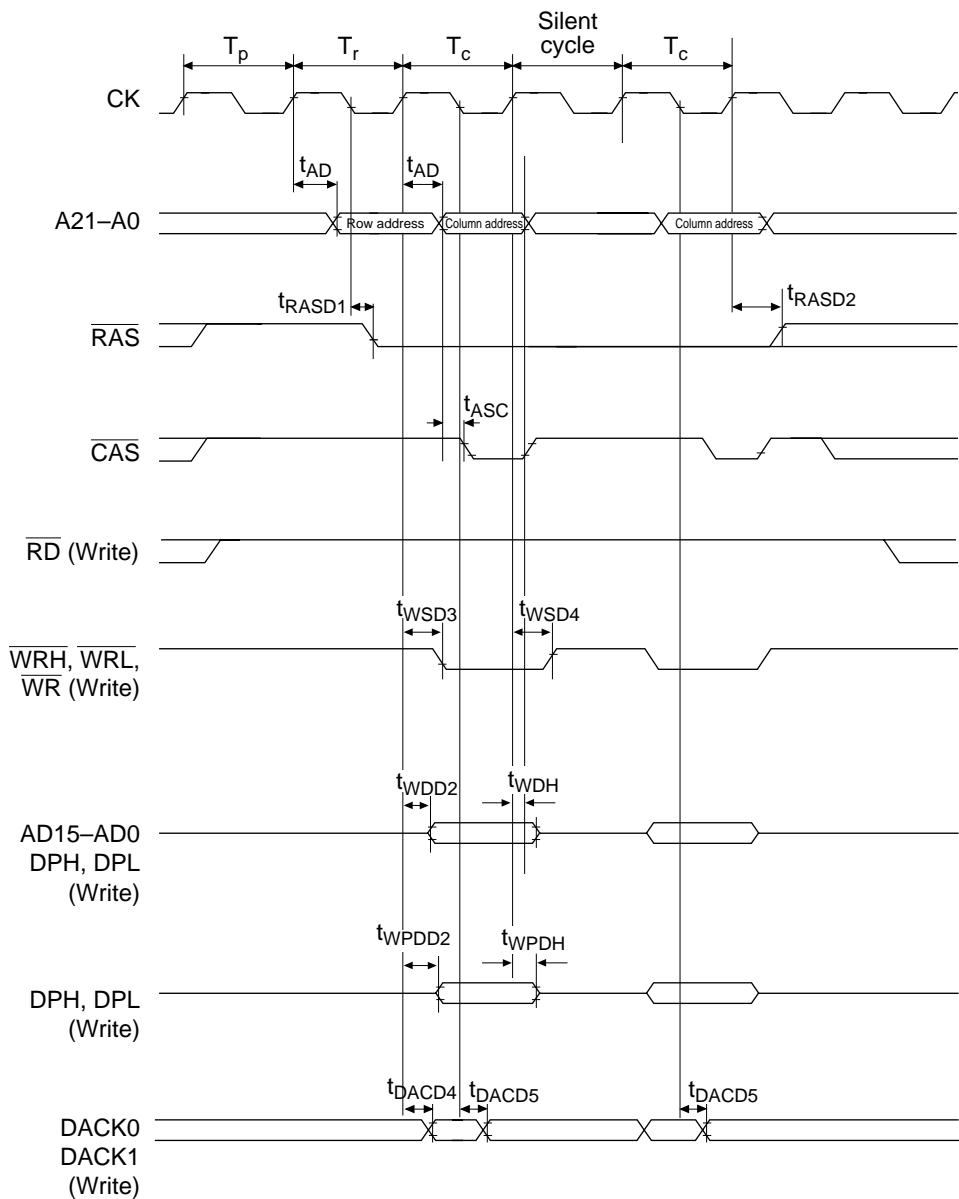 Silent
cycle
Tp Tr Tc Tc
CK
tAD tAD
A21–A0 Row address Column address Column address
tRASD1 tRASD2
RAS
tASC
CAS
RD (Write)
tWSD3 tWSD4
WRH, WRL,
WR (Write)
tWDD2 tWDH
AD15–AD0
DPH, DPL
(Write)
tWPDD2 tWPDH
DPH, DPL
(Write)
tDACD4 tDACD5 tDACD5
DACK0
DACK1
(Write)